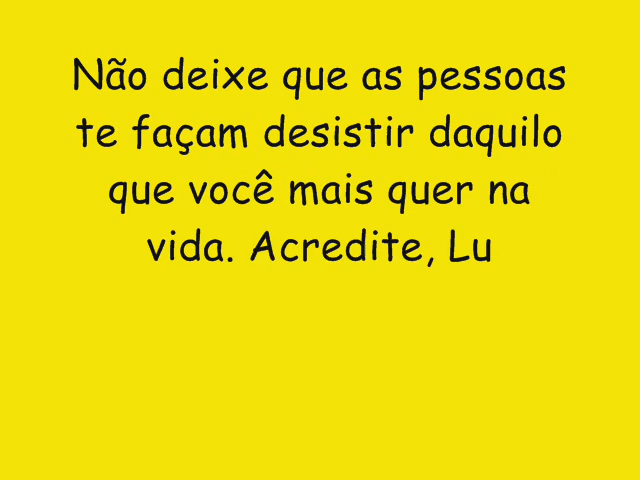 Não deixe que as pessoas
te façam desistir daquilo
que você mais quer na
vida. Acredite, Lu